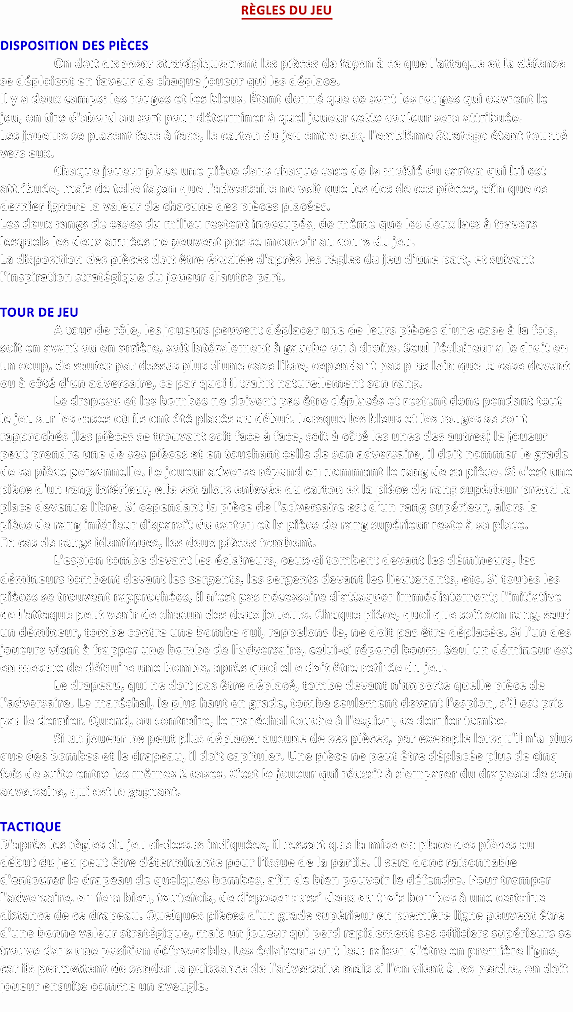 RÈGLES DU JEU
DISPOSITION DES PIÈCES
On doit disposer stratégiquement les pièces de façon à ce que l'attaque et la défense
se déploient en faveur de chaque joueur qui les déplace.
Il y a deux camps: les rouges et les bleus. Étant donné que ce sont les rouges qui ouvrent le
jeu, on tire d'abord au sort pour déterminer à quel joueur cette couleur sera attribuée.
Les joueurs se placent face à face, le carton du jeu entre eux, l'emblème Stratego étant tourné
vers eux.
Chaque joueur place une pièce dans chaque case de la moitié du carton qui lui est
attribuée, mais de telle façon que l'adversaire ne voit que les dos de ces pièces, afin que ce
dernier ignore la valeur de chacune des pièces placées.
Les deux rangs de cases du milieu restent inoccupés, de même que les deux lacs à travers
lesquels les deux armées ne peuvent pas se mouvoir au cours du jeu.
La disposition des pièces doit être étudiée d'après les règles du jeu d'une part, et suivant
l'inspiration stratégique du joueur d'autre part.
TOUR DE JEU
A tour de rôle, les joueurs peuvent déplacer une de leurs pièces d'une case à la fois,
soit en avant ou en arrière, soit latéralement à gauche ou à droite. Seul l'éclaireur a le droit en
un coup, de sauter par dessus plus d'une case libre, cependant pas plus loin que la case devant
ou à côté d'un adversaire, ce par quoi il trahit naturellement son rang.
Le drapeau et les bombes ne doivent pas être déplacés et restent donc pendant tout
le jeu sur les cases où ils ont été placés au début. Lorsque les bleus et les rouges se sont
rapprochés (les pièces se trouvant soit face à face, soit à côté les unes des autres) le joueur
peut prendre une de ses pièces et en touchant celle de son adversaire, il doit nommer le grade
de sa pièce personnelle. Le joueur adverse répond en nommant le rang de sa pièce. Si c'est une
pièce d'un rang inférieur, elle est alors enlevée du carton et la pièce de rang supérieur prend la
place devenue libre. Si cependant la pièce de l'adversaire est d'un rang supérieur, alors la
pièce de rang inférieur disparaît du carton et la pièce de rang supérieur reste à sa place.
En cas de rangs identiques, les deux pièces tombent.
L'espion tombe devant les éclaireurs, ceux-ci tombent devant les démineurs, les
démineurs tombent devant les sergents, les sergents devant les lieutenants, etc. Si toutes les
pièces se trouvent rapprochées, il n'est pas nécessaire d'attaquer immédiatement; l'initiative
de l'attaque peut venir de chacun des deux joueurs. Chaque pièce, quel que soit son rang, sauf
un démineur, tombe contre une bombe qui, rappelons-le, ne doit pas être déplacée. Si l'un des
joueurs vient à frapper une bombe de l'adversaire, celui-ci répond boum. Seul un démineur est
en mesure de détruire une bombe, après quoi elle doit être retirée du jeu.
Le drapeau, qui ne doit pas être déplacé, tombe devant n'importe quelle pièce de
l'adversaire. Le maréchal, le plus haut en grade, tombe seulement devant l'espion, s'il est pris
par le dernier. Quand, au contraire, le maréchal touche à l'espion, ce dernier tombe.
Si un joueur ne peut plus déplacer aucune de ses pièces, par exemple lorsqu'il n'a plus
que des bombes et le drapeau, il doit capituler. Une pièce ne peut être déplacée plus de cinq
fois de suite entre les mêmes 2 cases. C'est le joueur qui réussit à s'emparer du drapeau de son
adversaire, qui est le gagnant.
TACTIQUE
D'après les règles du jeu ci-dessus indiquées, il ressort que la mise en place des pièces au
début du jeu peut être déterminante pour l'issue de la partie. Il sera donc raisonnable
d'entourer le drapeau de quelques bombes, afin de bien pouvoir le défendre. Pour tromper
l'adversaire, on fera bien, toutefois, de disposer aussi deux ou trois bombes à une certaine
distance de ce drapeau. Quelques pièces d'un grade supérieur en première ligne peuvent être
d'une bonne valeur stratégique, mais un joueur qui perd rapidement ses officiers supérieurs se
trouve dans une position défavorable. Les éclaireurs ont leur raison d'être en première ligne,
car ils permettent de sonder la puissance de l'adversaire mais si l'on vient à les perdre, on doit
joueur ensuite comme un aveugle.